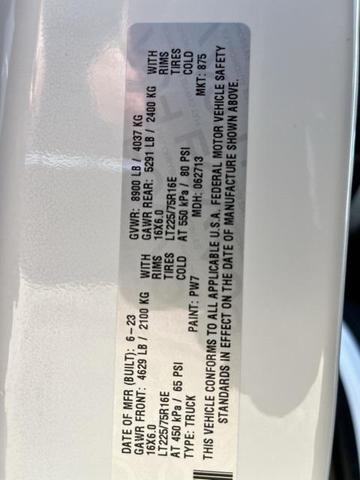 DATE OF MFR (BUILT): 6-23 GVWR: 8900 LB / 4037 KG
GAWR FRONT: 4629 LB / 2100 KG WITH GAWR REAR: 5291 LB / 2400 KG WITH
16X6.0 RIMS 16X6.0 RIMS
LT225/75R16E TIRES LT225/75R16E TIRES
AT 450 kPa / 65 PSI COLD AT 550 kPa / 80 PSI COLD
TYPE: TRUCK MDH: 062713 MKT: 875
PAINT: PW7
THIS VEHICLE CONFORMS TO ALL APPLICABLE U.S.A. FEDERAL MOTOR VEHICLE SAFETY
STANDARDS IN EFFECT ON THE DATE OF MANUFACTURE SHOWN ABOVE.